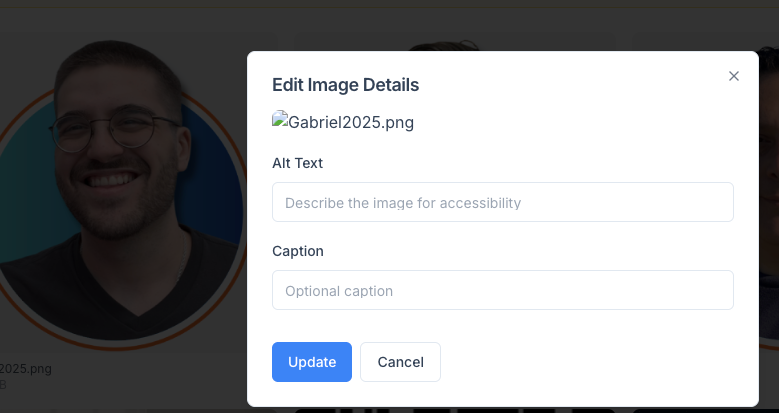 Edit Image Details
Gabriel2025.png
Alt Text
Describe the image for accessibility
Caption
Optional caption
Update
Cancel
2025.png
B